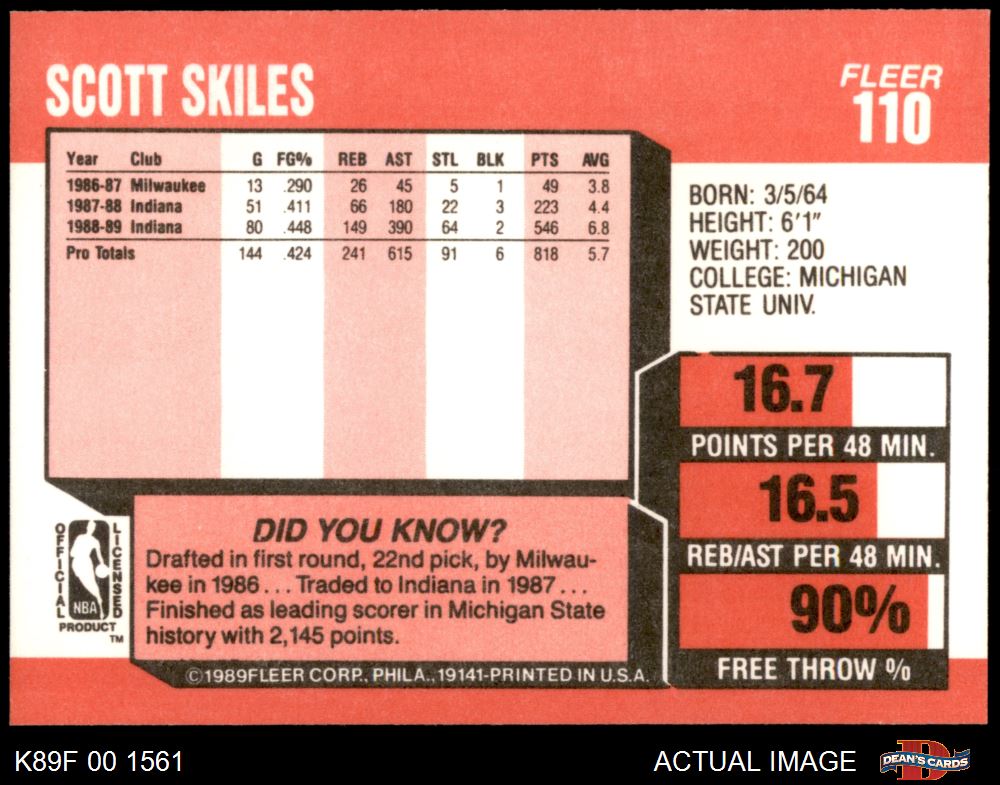 SCOTT SKILES
FLEER
110
Year Club G FG% REB AST STL BLK PTS AVG
1986-87 Milwaukee 13 .290 26 45 5 1 49 3.8
1987-88 Indiana 51 .411 66 180 22 3 223 4.4
1988-89 Indiana 80 .448 149 390 64 2 546 6.8
Pro Totals 144 .424 241 615 91 6 818 5.7
BORN: 3/5/64
HEIGHT: 6'1"
WEIGHT: 200
COLLEGE: MICHIGAN
STATE UNIV.
16.7
POINTS PER 48 MIN.
16.5
REB/AST PER 48 MIN.
90%
FREE THROW %
OFFICIAL
LICENSED
NBA
PRODUCT
TM
DID YOU KNOW?
Drafted in first round, 22nd pick, by Milwau-
kee in 1986... Traded to Indiana in 1987...
Finished as leading scorer in Michigan State
history with 2,145 points.
©1989FLEER CORP., PHILA., 19141-PRINTED IN U.S.A.
K89F 00 1561
ACTUAL IMAGE
D
DEAN'S CARDS